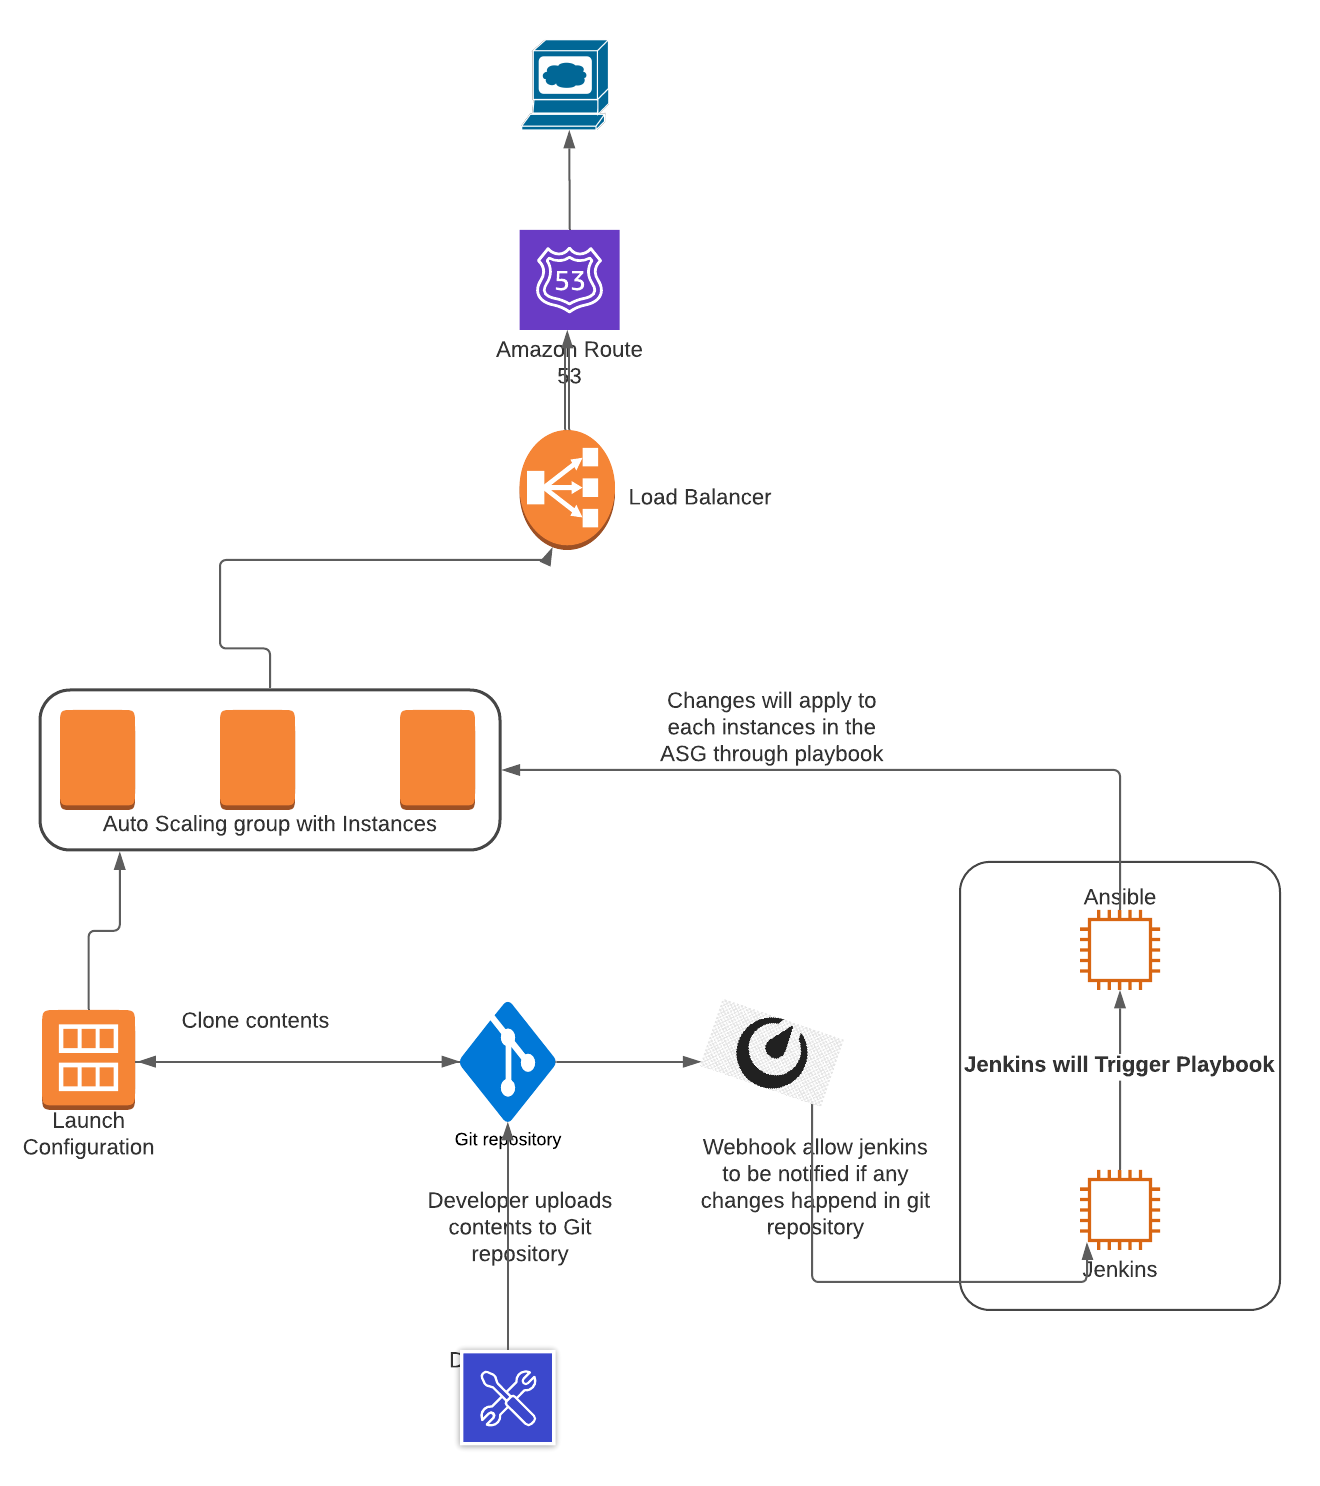 53
Amazon Route
53
Load Balancer
Changes will apply to
each instances in the
ASG through playbook
Auto Scaling group with Instances
Ansible
Clone contents
Jenkins will Trigger Playbook
Launch
Configuration
Git repository
Webhook allow jenkins
to be notified if any
changes happend in git
repository
Developer uploads
contents to Git
repository
Jenkins